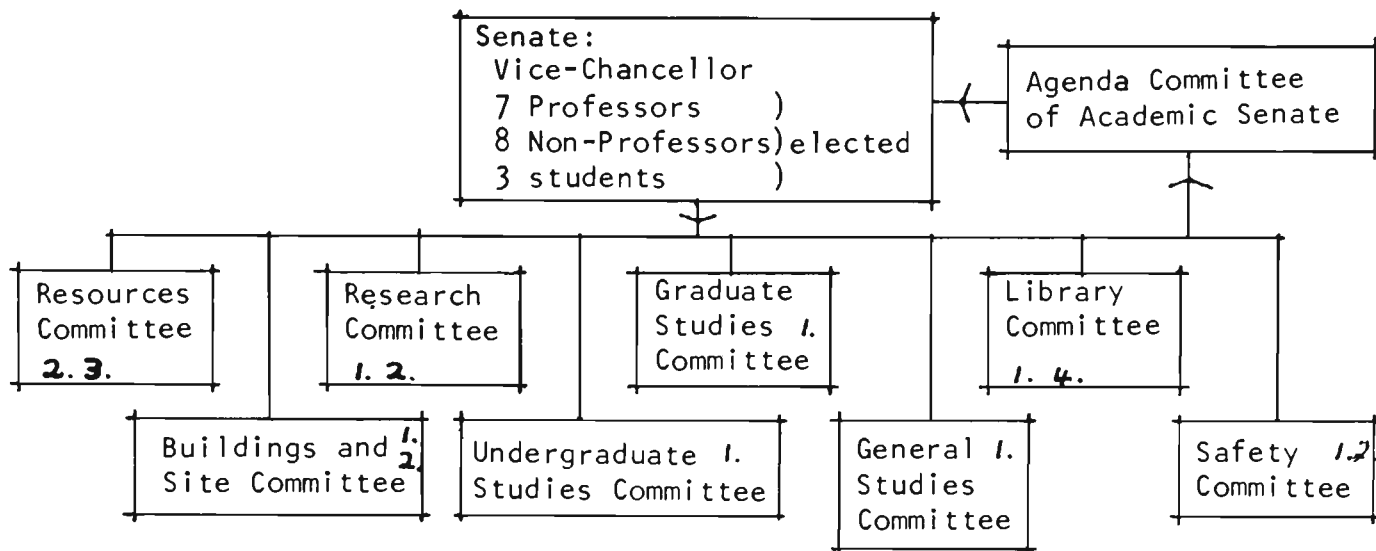 Senate:
Vice-Chancellor
7 Professors )
8 Non-Professors)elected
3 students )
Agenda Committee
of Academic Senate
Resources
Committee
2. 3.
Research
Committee
1. 2.
Graduate
Studies 1.
Committee
Library
Committee
1. 4.
Buildings and 1.
Site Committee 2.
Undergraduate 1.
Studies Committee
General 1.
Studies
Committee
Safety 1.2
Committee